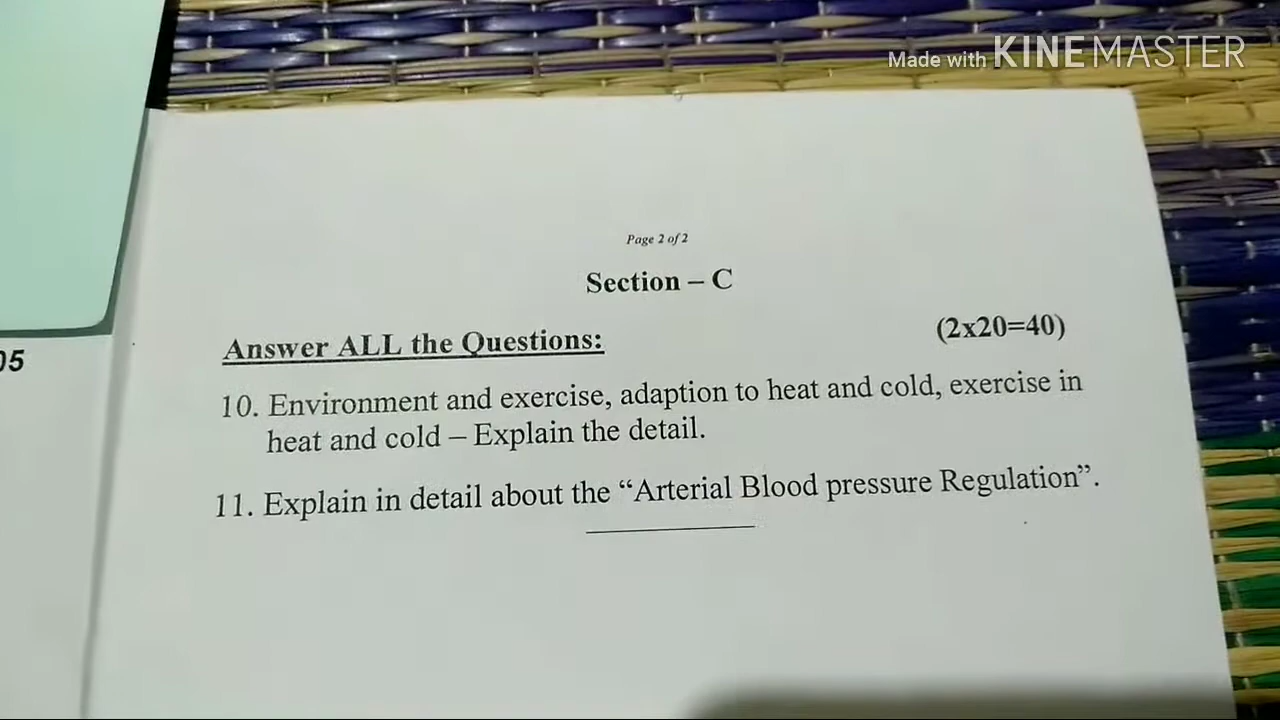 Made with KINEMASTER
Page 2 of 2
Section – C
Answer ALL the Questions:
(2x20=40)
10. Environment and exercise, adaption to heat and cold, exercise in
heat and cold – Explain the detail.
11. Explain in detail about the “Arterial Blood pressure Regulation”.
05